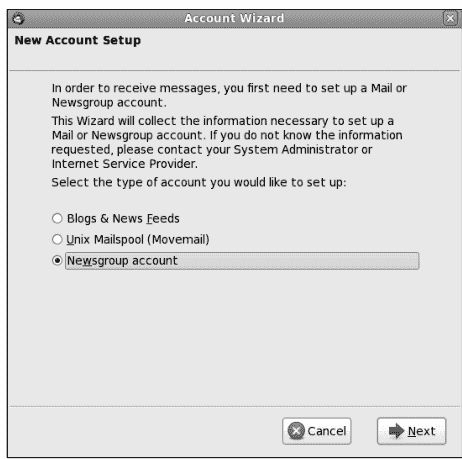 Account Wizard
New Account Setup
In order to receive messages, you first need to set up a Mail or
Newsgroup account.
This Wizard will collect the information necessary to set up a
Mail or Newsgroup account. If you do not know the information
requested, please contact your System Administrator or
Internet Service Provider.
Select the type of account you would like to set up:
Blogs & News Feeds
Unix Mailspool (Movemail)
Newsgroup account
Cancel
Next